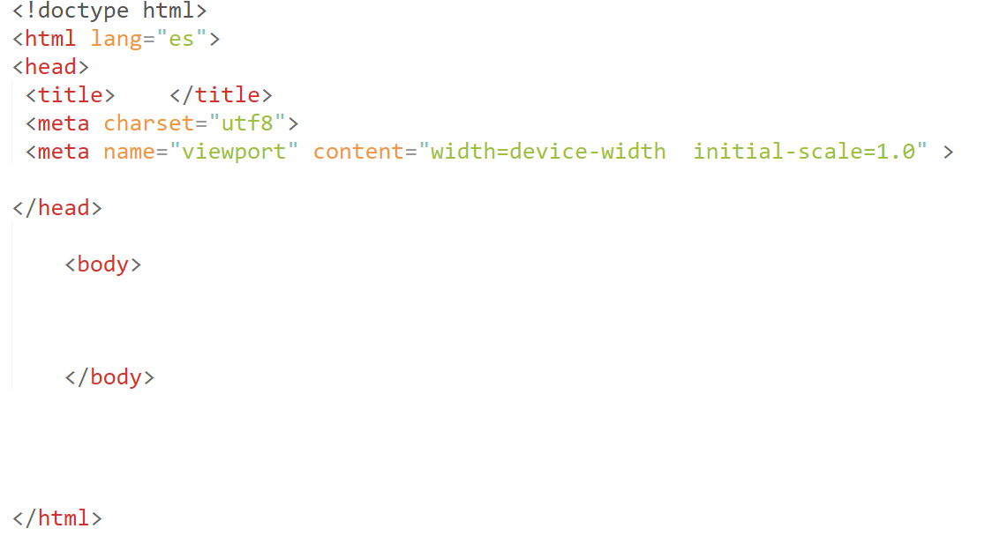 <!doctype html>
<html lang="es">
<head>
<title>    </title>
<meta charset="utf8">
<meta name="viewport" content="width=device-width  initial-scale=1.0" >
</head>
<body>
</body>
</html>